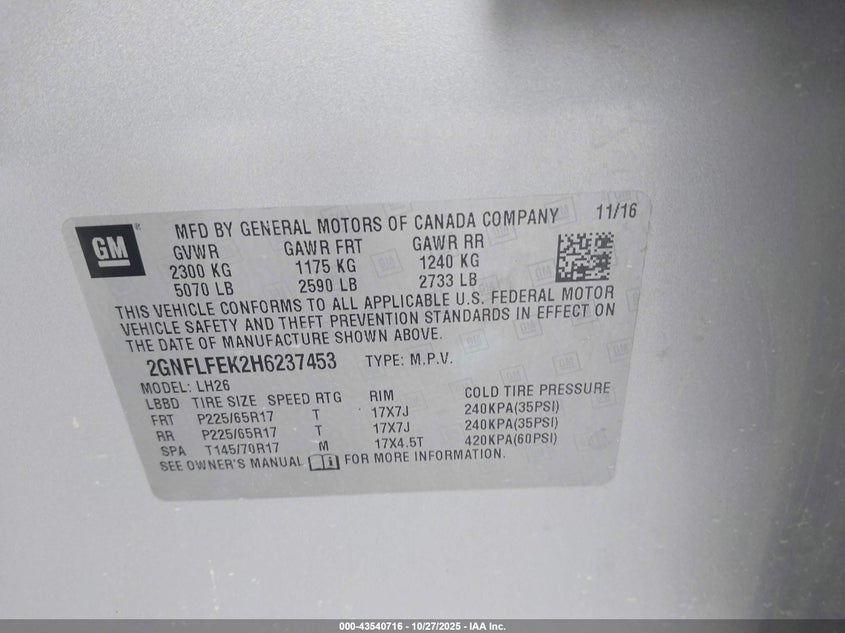 GM
MFD BY GENERAL MOTORS OF CANADA COMPANY 11/16
GVWR GAWR FRT GAWR RR
2300 KG 1175 KG 1240 KG
5070 LB 2590 LB 2733 LB
THIS VEHICLE CONFORMS TO ALL APPLICABLE U.S. FEDERAL MOTOR
VEHICLE SAFETY AND THEFT PREVENTION STANDARDS IN EFFECT ON
THE DATE OF MANUFACTURE SHOWN ABOVE.
2GNFLFEK2H6237453 TYPE: M.P.V.
MODEL: LH26
LBBD TIRE SIZE SPEED RTG RIM COLD TIRE PRESSURE
FRT P225/65R17 T 17X7J 240KPA(35PSI)
RR P225/65R17 T 17X7J 240KPA(35PSI)
SPA T145/70R17 M 17X4.5T 420KPA(60PSI)
SEE OWNER'S MANUAL FOR MORE INFORMATION.
000-43540716 - 10/27/2025 - IAA Inc.